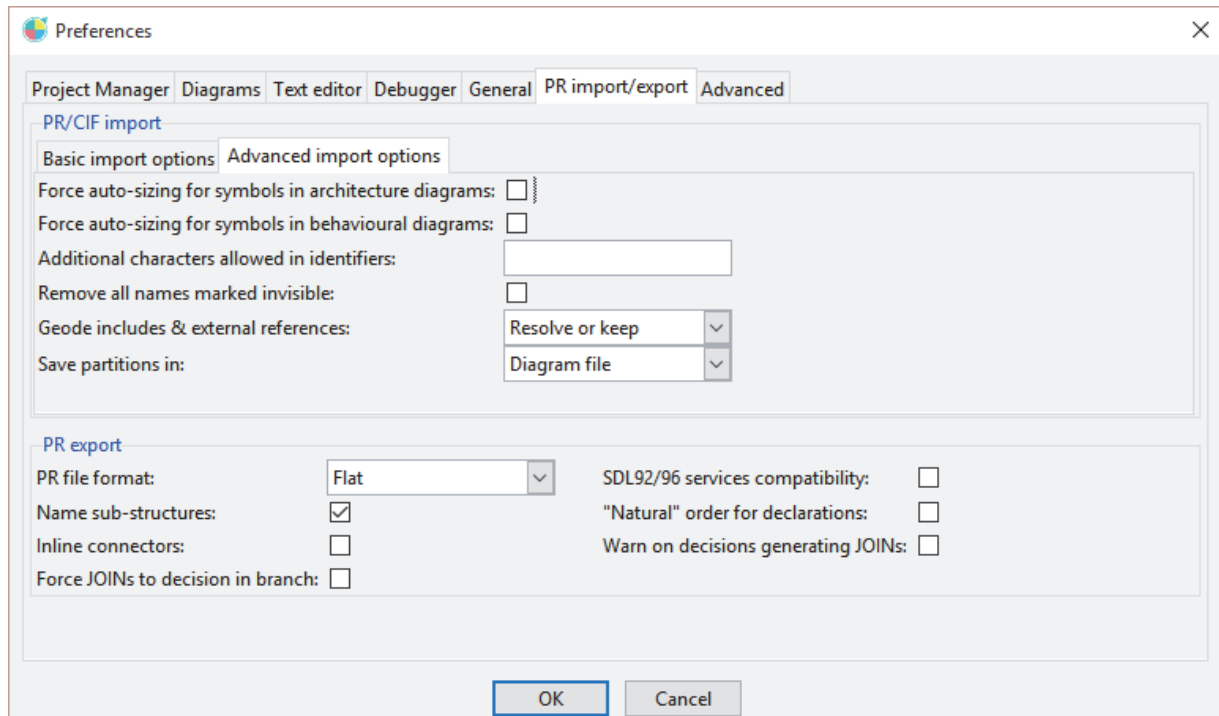 Preferences
Project Manager Diagrams Text editor Debugger General PR import/export Advanced
PR/CIF import
Basic import options Advanced import options
Force auto-sizing for symbols in architecture diagrams:
Force auto-sizing for symbols in behavioural diagrams:
Additional characters allowed in identifiers:
Remove all names marked invisible:
Geode includes & external references: Resolve or keep
Save partitions in: Diagram file
PR export
PR file format: Flat SDL92/96 services compatibility:
Name sub-structures: "Natural" order for declarations:
Inline connectors: Warn on decisions generating JOINs:
Force JOINs to decision in branch:
OK Cancel